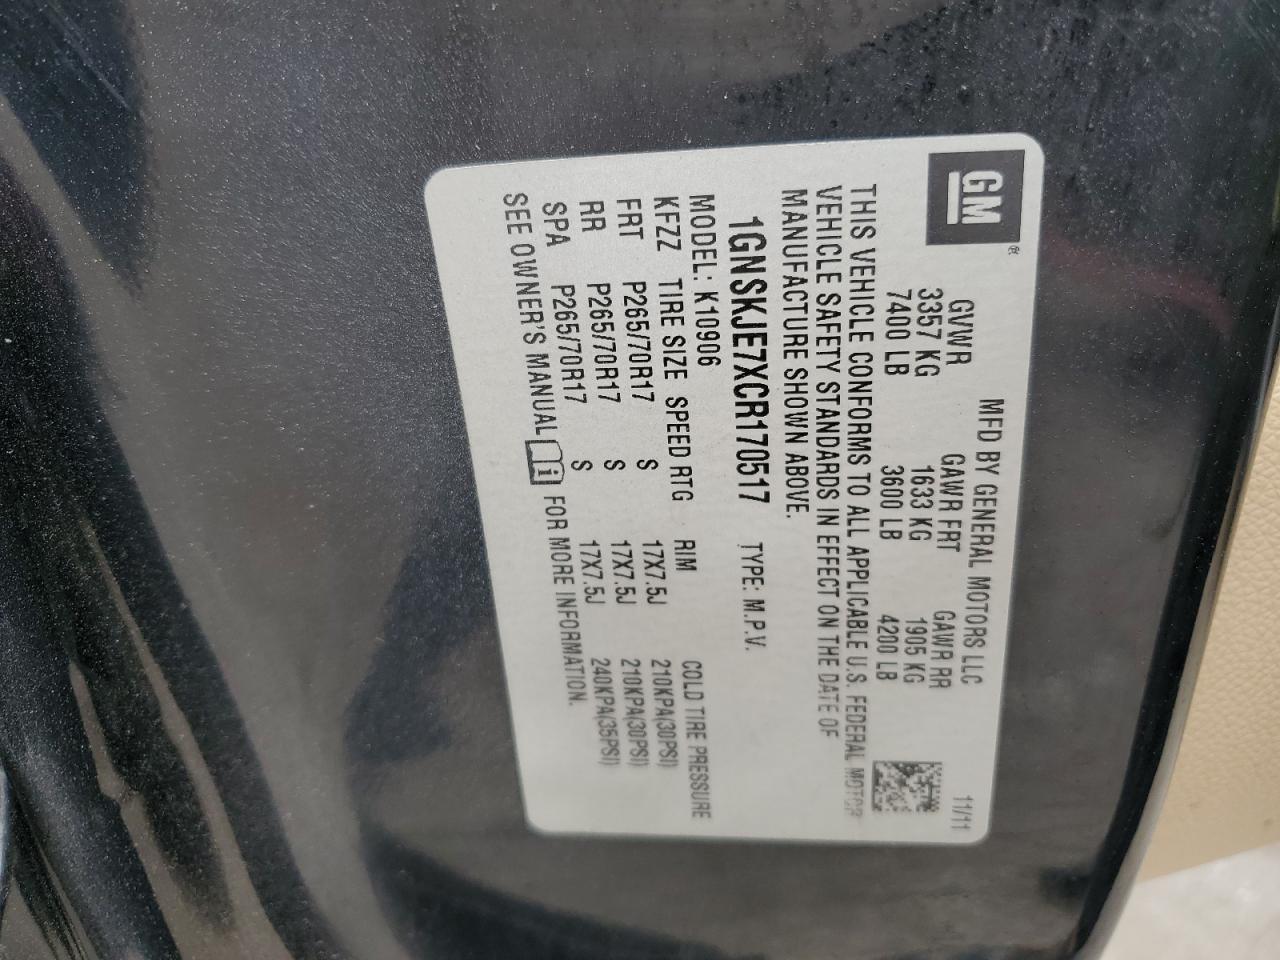 GM ®
MFD BY GENERAL MOTORS LLC 11/11
GVWR GAWR FRT GAWR RR
3357 KG 1633 KG 1905 KG
7400 LB 3600 LB 4200 LB
THIS VEHICLE CONFORMS TO ALL APPLICABLE U.S. FEDERAL MOTOR
VEHICLE SAFETY STANDARDS IN EFFECT ON THE DATE OF
MANUFACTURE SHOWN ABOVE.
1GNSKJE7XCR170517 TYPE: M.P.V.
MODEL: K10906
KFZZ TIRE SIZE SPEED RTG RIM COLD TIRE PRESSURE
FRT P265/70R17 S 17X7.5J 210KPA(30PSI)
RR P265/70R17 S 17X7.5J 210KPA(30PSI)
SPA P265/70R17 S 17X7.5J 240KPA(35PSI)
SEE OWNER'S MANUAL i FOR MORE INFORMATION.